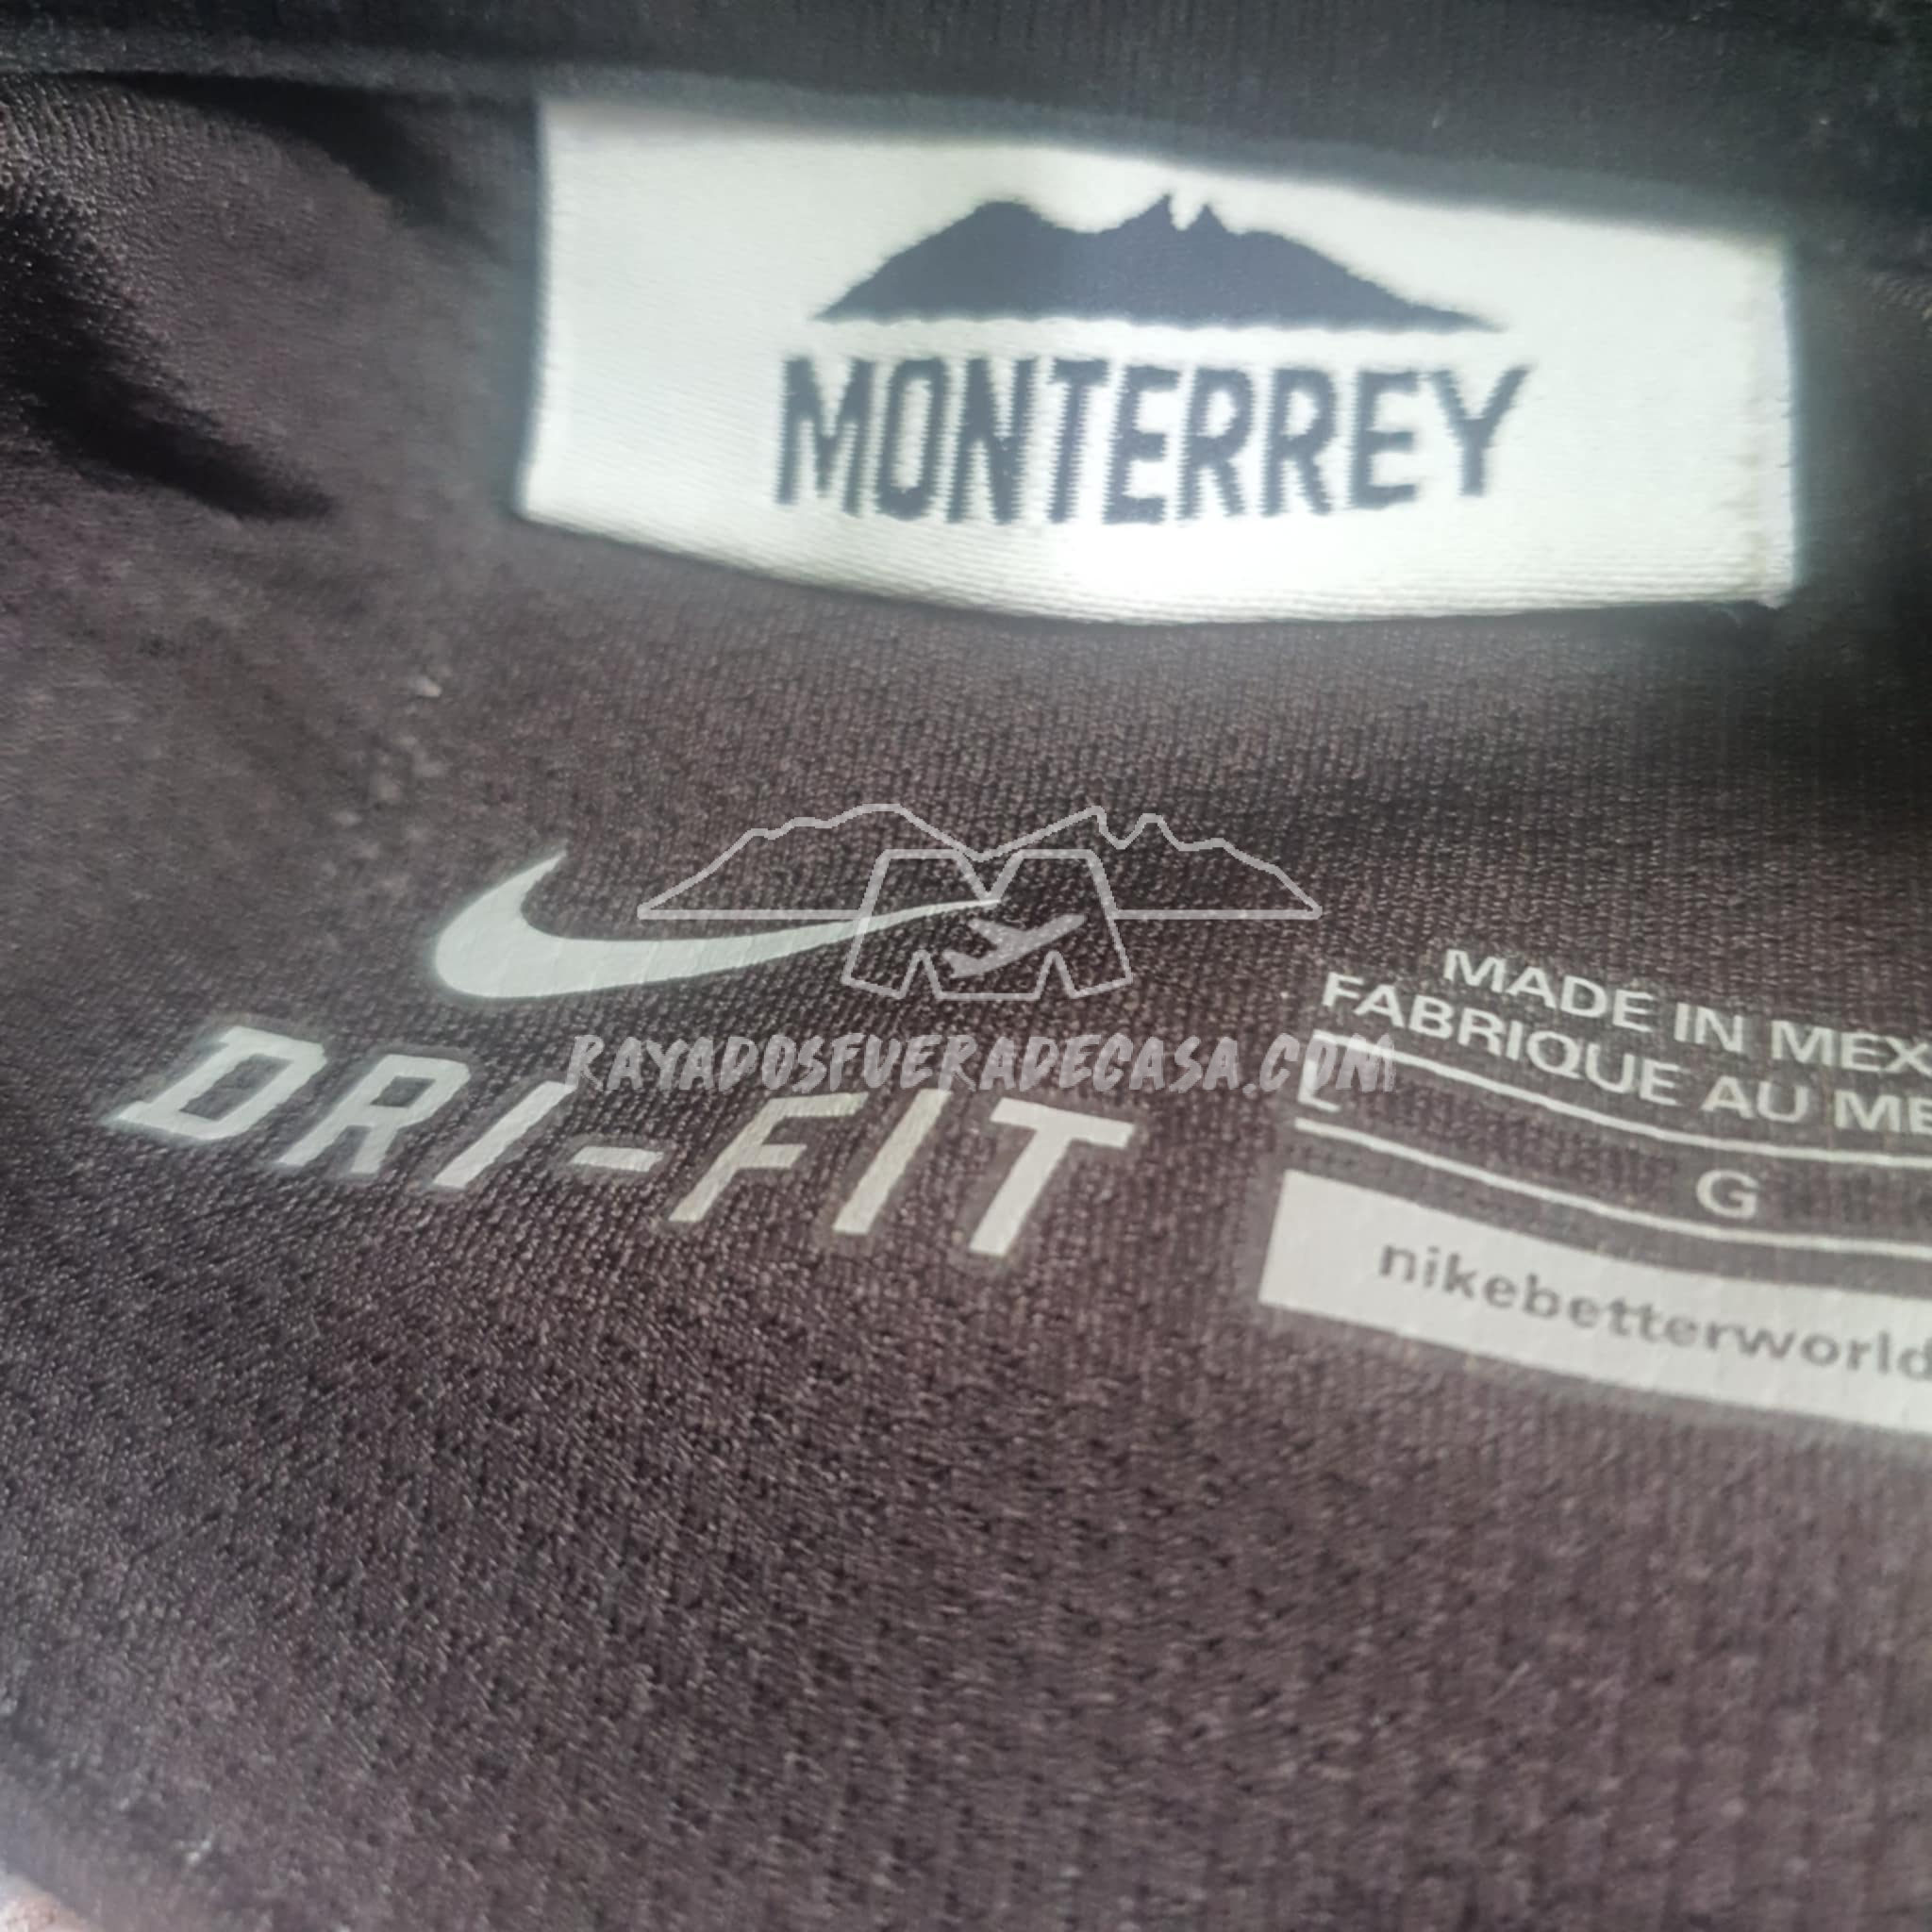 MONTERREY
RAYADOSFUERADECASA.COM
DRI-FIT
MADE IN MEX
FABRIQUE AU ME
L
G
nikebetterworld